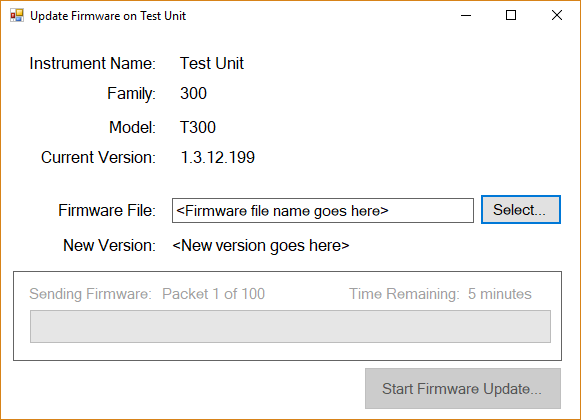 Update Firmware on Test Unit
Instrument Name: Test Unit
Family: 300
Model: T300
Current Version: 1.3.12.199
Firmware File: <Firmware file name goes here> Select...
New Version: <New version goes here>
Sending Firmware: Packet 1 of 100 Time Remaining: 5 minutes
Start Firmware Update...